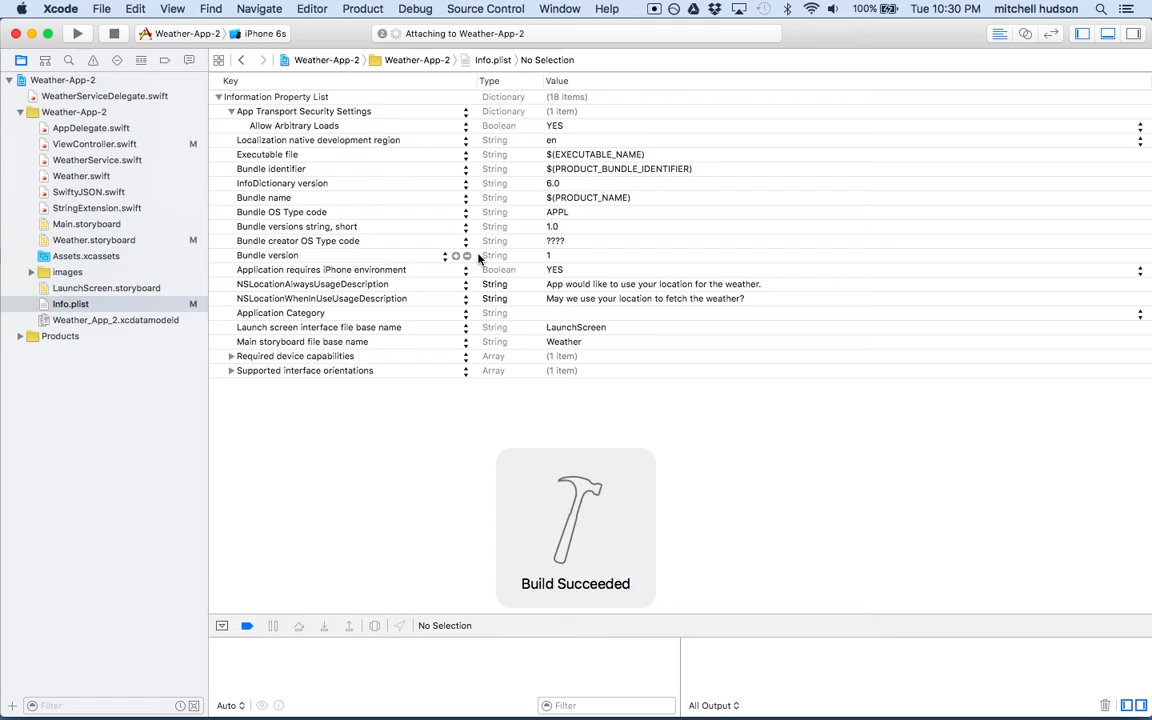 Xcode File Edit View Find Navigate Editor Product Debug Source Control Window Help 100% Tue 10:30 PM mitchell hudson
Weather-App-2 iPhone 6s 2 Attaching to Weather-App-2
Weather-App-2 Weather-App-2 Info.plist No Selection
Weather-App-2
WeatherServiceDelegate.swift
Weather-App-2
AppDelegate.swift
ViewController.swift M
WeatherService.swift
Weather.swift
SwiftyJSON.swift
StringExtension.swift
Main.storyboard
Weather.storyboard M
Assets.xcassets
images
LaunchScreen.storyboard
Info.plist M
Weather_App_2.xcdatamodeld
Products
Filter
Key Type Value
Information Property List Dictionary (18 items)
App Transport Security Settings Dictionary (1 item)
Allow Arbitrary Loads Boolean YES
Localization native development region String en
Executable file String $(EXECUTABLE_NAME)
Bundle identifier String $(PRODUCT_BUNDLE_IDENTIFIER)
InfoDictionary version String 6.0
Bundle name String $(PRODUCT_NAME)
Bundle OS Type code String APPL
Bundle versions string, short String 1.0
Bundle creator OS Type code String ????
Bundle version String 1
Application requires iPhone environment Boolean YES
NSLocationAlwaysUsageDescription String App would like to use your location for the weather.
NSLocationWhenInUseUsageDescription String May we use your location to fetch the weather?
Application Category String
Launch screen interface file base name String LaunchScreen
Main storyboard file base name String Weather
Required device capabilities Array (1 item)
Supported interface orientations Array (1 item)
Build Succeeded
No Selection
Auto Filter All Output